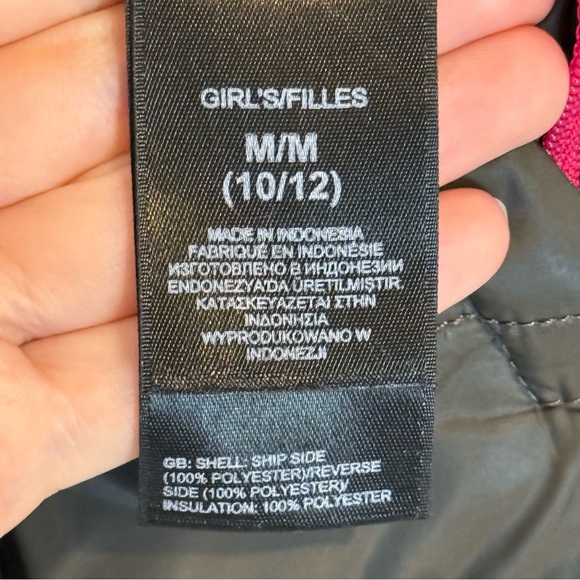 GIRL'S/FILLES
M/M
(10/12)
MADE IN INDONESIA
FABRIQUÉ EN INDONÉSIE
ИЗГОТОВЛЕНО В ИНДОНЕЗИИ
ENDONEZYA'DA ÜRETILMIŞTIR
ΚΑΤΑΣΚΕΥΑΖΕΤΑΙ ΣΤΗΝ
ΙΝΔΟΝΗΣΙΑ
WYPRODUKOWANO W
INDONEZJI
GB: SHELL: SHIP SIDE
(100% POLYESTER)/REVERSE
SIDE (100% POLYESTER)/
INSULATION: 100% POLYESTER